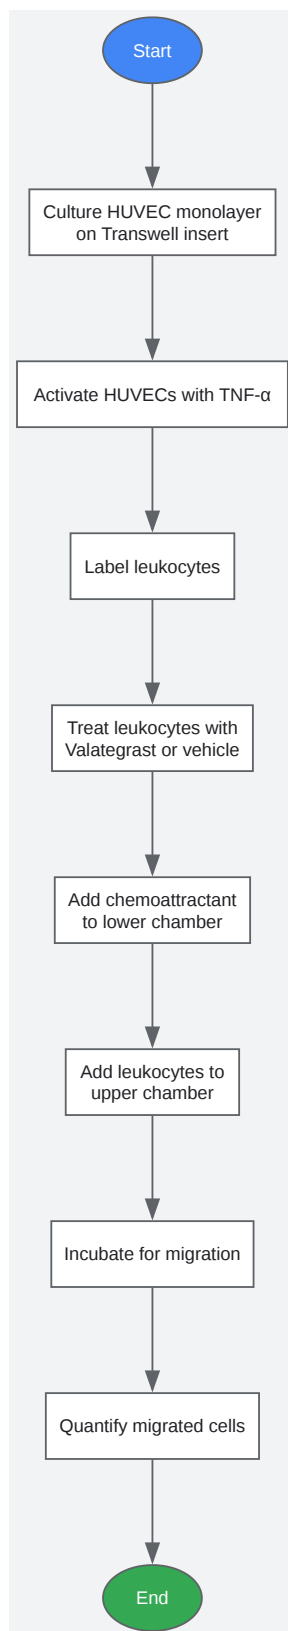 Start
Culture HUVEC monolayer
on Transwell insert
Activate HUVECs with TNF-α
Label leukocytes
Treat leukocytes with
Valategrast or vehicle
Add chemoattractant
to lower chamber
Add leukocytes to
upper chamber
Incubate for migration
Quantify migrated cells
End